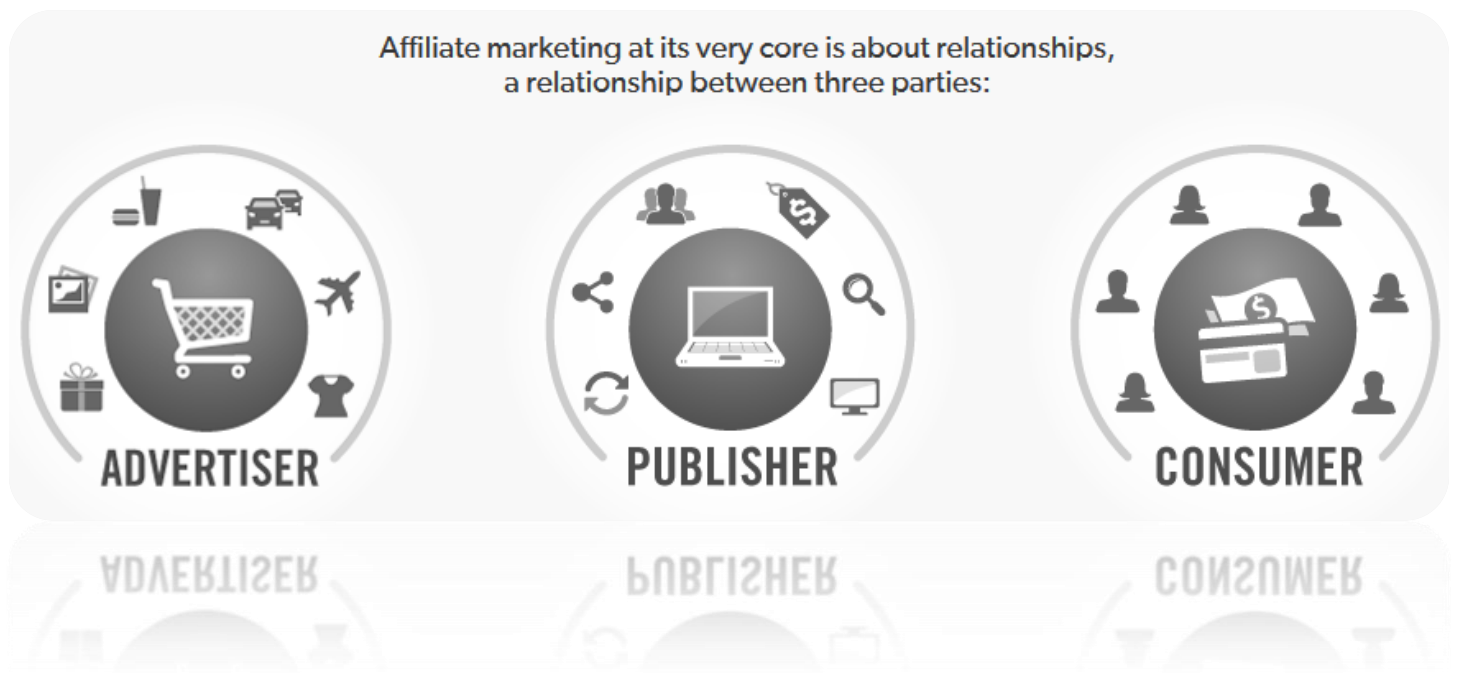 Affiliate marketing at its very core is about relationships,
a relationship between three parties:
ADVERTISER
PUBLISHER
CONSUMER